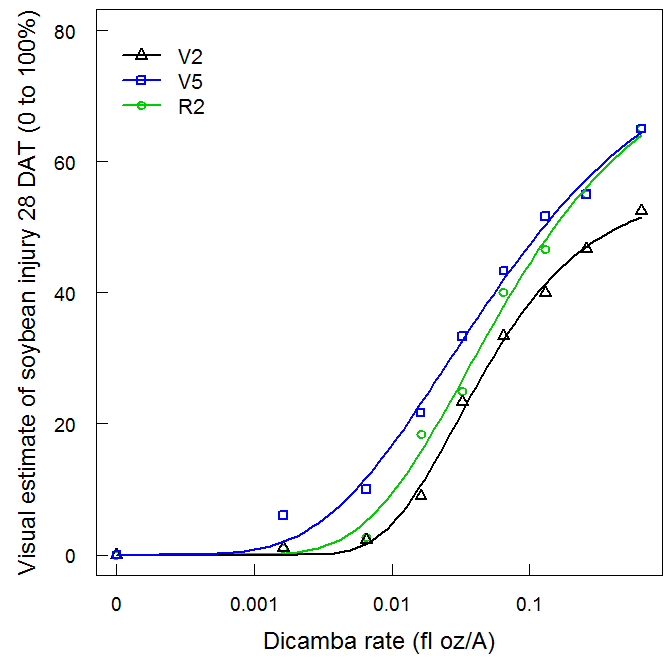 Visual estimate of soybean injury 28 DAT (0 to 100%)
80
60
40
20
0
V2
V5
R2
0 0.001 0.01 0.1
Dicamba rate (fl oz/A)